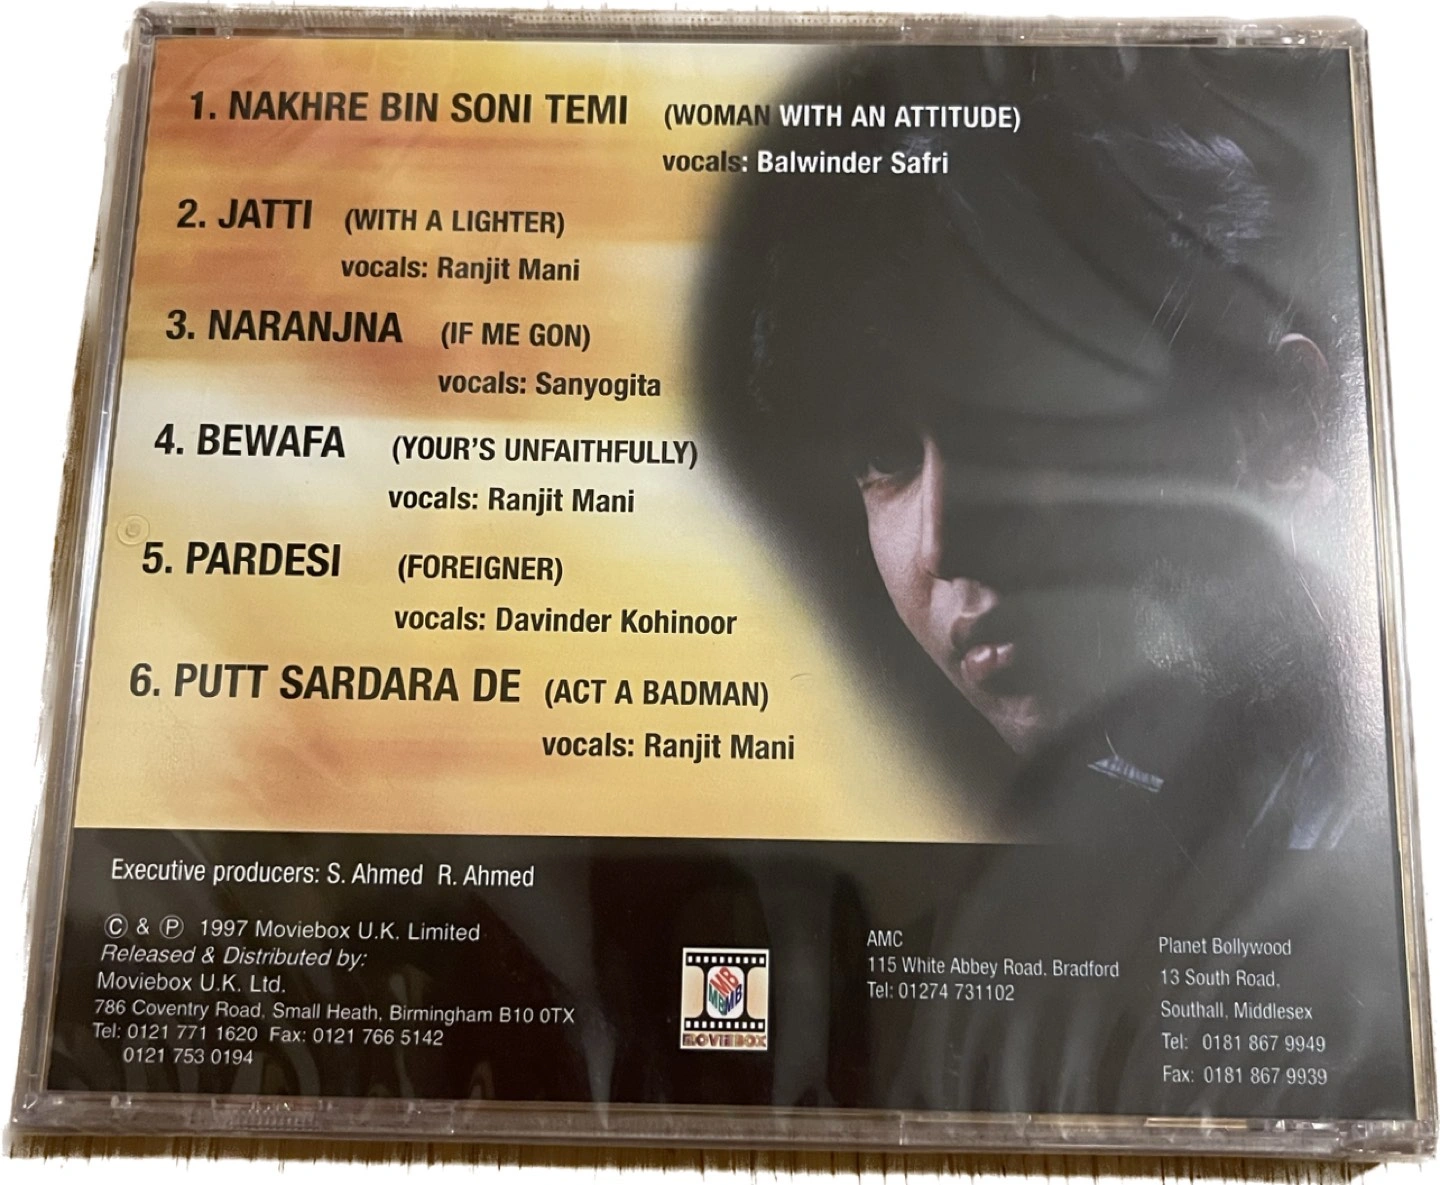 1. NAKHRE BIN SONI TEMI (WOMAN WITH AN ATTITUDE)
vocals: Balwinder Safri
2. JATTI (WITH A LIGHTER)
vocals: Ranjit Mani
3. NARANJNA (IF ME GON)
vocals: Sanyogita
4. BEWAFA (YOUR'S UNFAITHFULLY)
vocals: Ranjit Mani
5. PARDESI (FOREIGNER)
vocals: Davinder Kohinoor
6. PUTT SARDARA DE (ACT A BADMAN)
vocals: Ranjit Mani
Executive producers: S. Ahmed R. Ahmed
Ⓒ & Ⓟ 1997 Moviebox U.K. Limited
Released & Distributed by:
Moviebox U.K. Ltd.
786 Coventry Road, Small Heath, Birmingham B10 0TX
Tel: 0121 771 1620 Fax: 0121 766 5142
0121 753 0194
MB
MB MB
MOVIEBOX
AMC
115 White Abbey Road. Bradford
Tel: 01274 731102
Planet Bollywood
13 South Road,
Southall, Middlesex
Tel: 0181 867 9949
Fax: 0181 867 9939